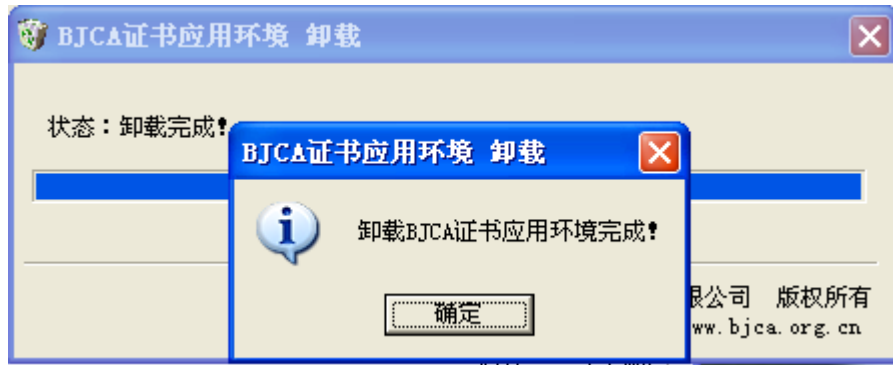 BJCA证书应用环境 卸载
状态：卸载完成!
BJCA证书应用环境 卸载
卸载BJCA证书应用环境完成!
确定
限公司 版权所有
ww.bjca.org.cn